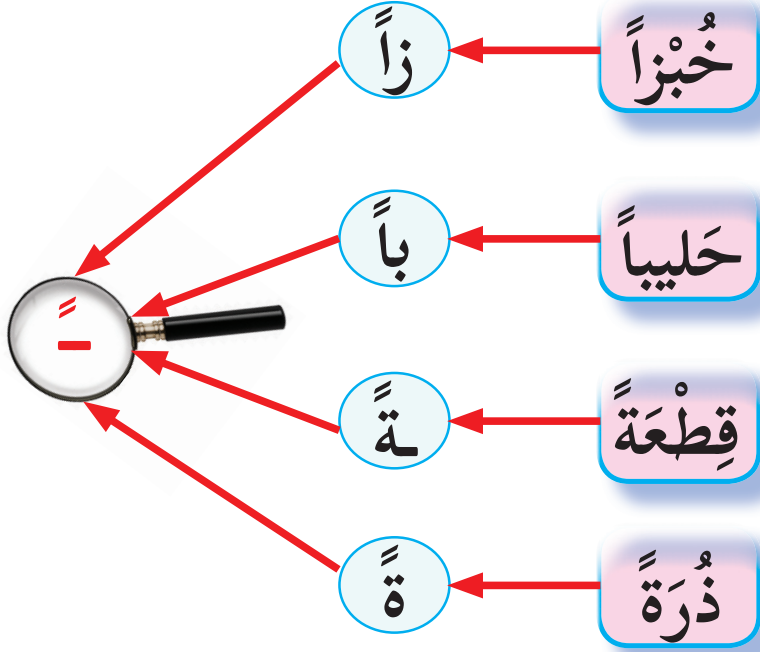 خُبْزاً زاً
حَليباً باً
ـًـ
قِطْعَةً ـةً
ذُرَةً ةً